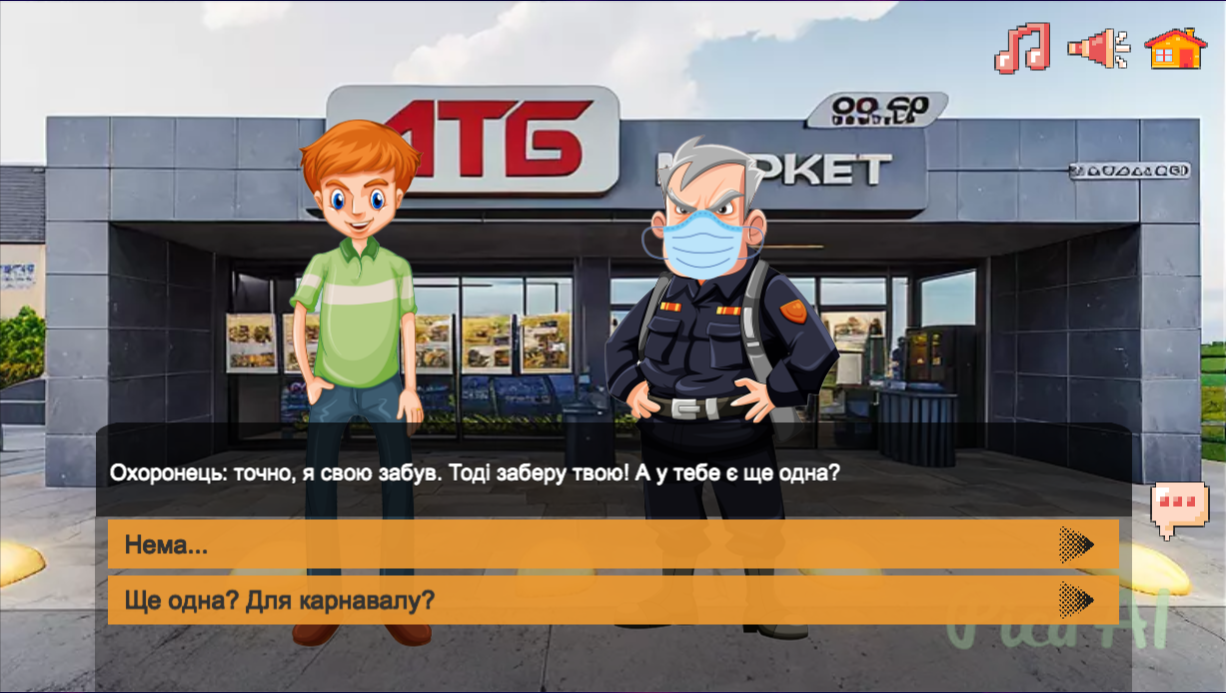 АТБ
МАРКЕТ
Охоронець: точно, я свою забув. Тоді заберу твою! А у тебе є ще одна?
Нема...
Ще одна? Для карнавалу?